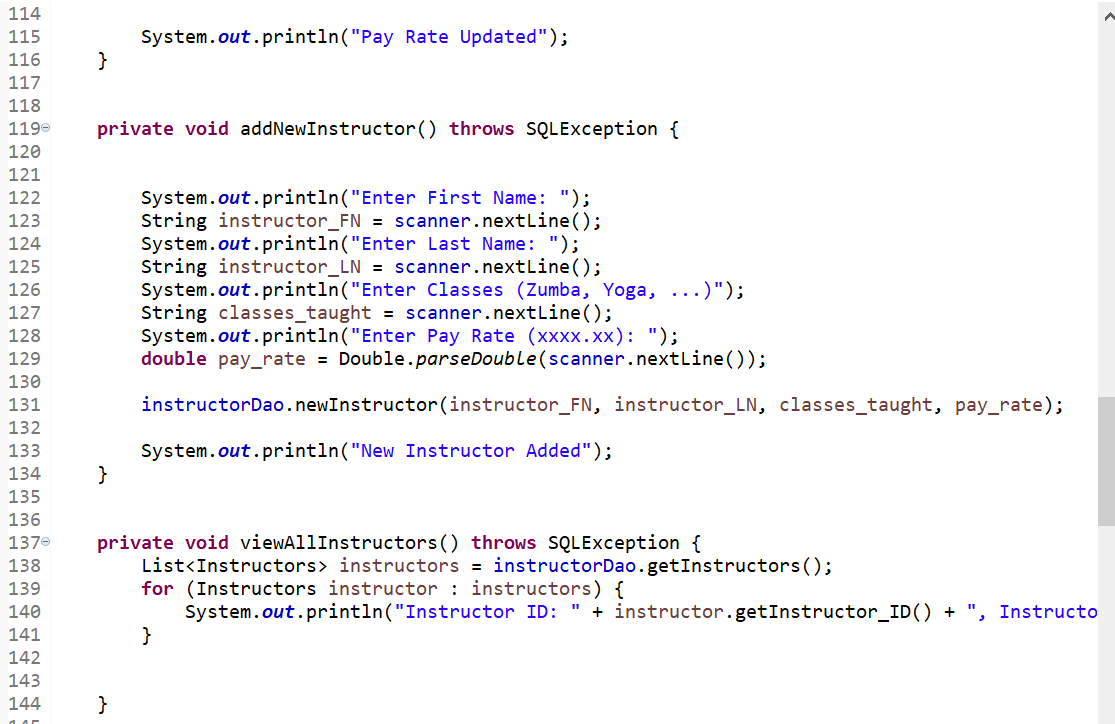 114
115 System.out.println("Pay Rate Updated");
116 }
117
118
119 private void addNewInstructor() throws SQLException {
120
121
122 System.out.println("Enter First Name: ");
123 String instructor_FN = scanner.nextLine();
124 System.out.println("Enter Last Name: ");
125 String instructor_LN = scanner.nextLine();
126 System.out.println("Enter Classes (Zumba, Yoga, ...)");
127 String classes_taught = scanner.nextLine();
128 System.out.println("Enter Pay Rate (xxxx.xx): ");
129 double pay_rate = Double.parseDouble(scanner.nextLine());
130
131 instructorDao.newInstructor(instructor_FN, instructor_LN, classes_taught, pay_rate);
132
133 System.out.println("New Instructor Added");
134 }
135
136
137 private void viewAllInstructors() throws SQLException {
138 List<Instructors> instructors = instructorDao.getInstructors();
139 for (Instructors instructor : instructors) {
140 System.out.println("Instructor ID: " + instructor.getInstructor_ID() + ", Instructo
141 }
142
143
144 }